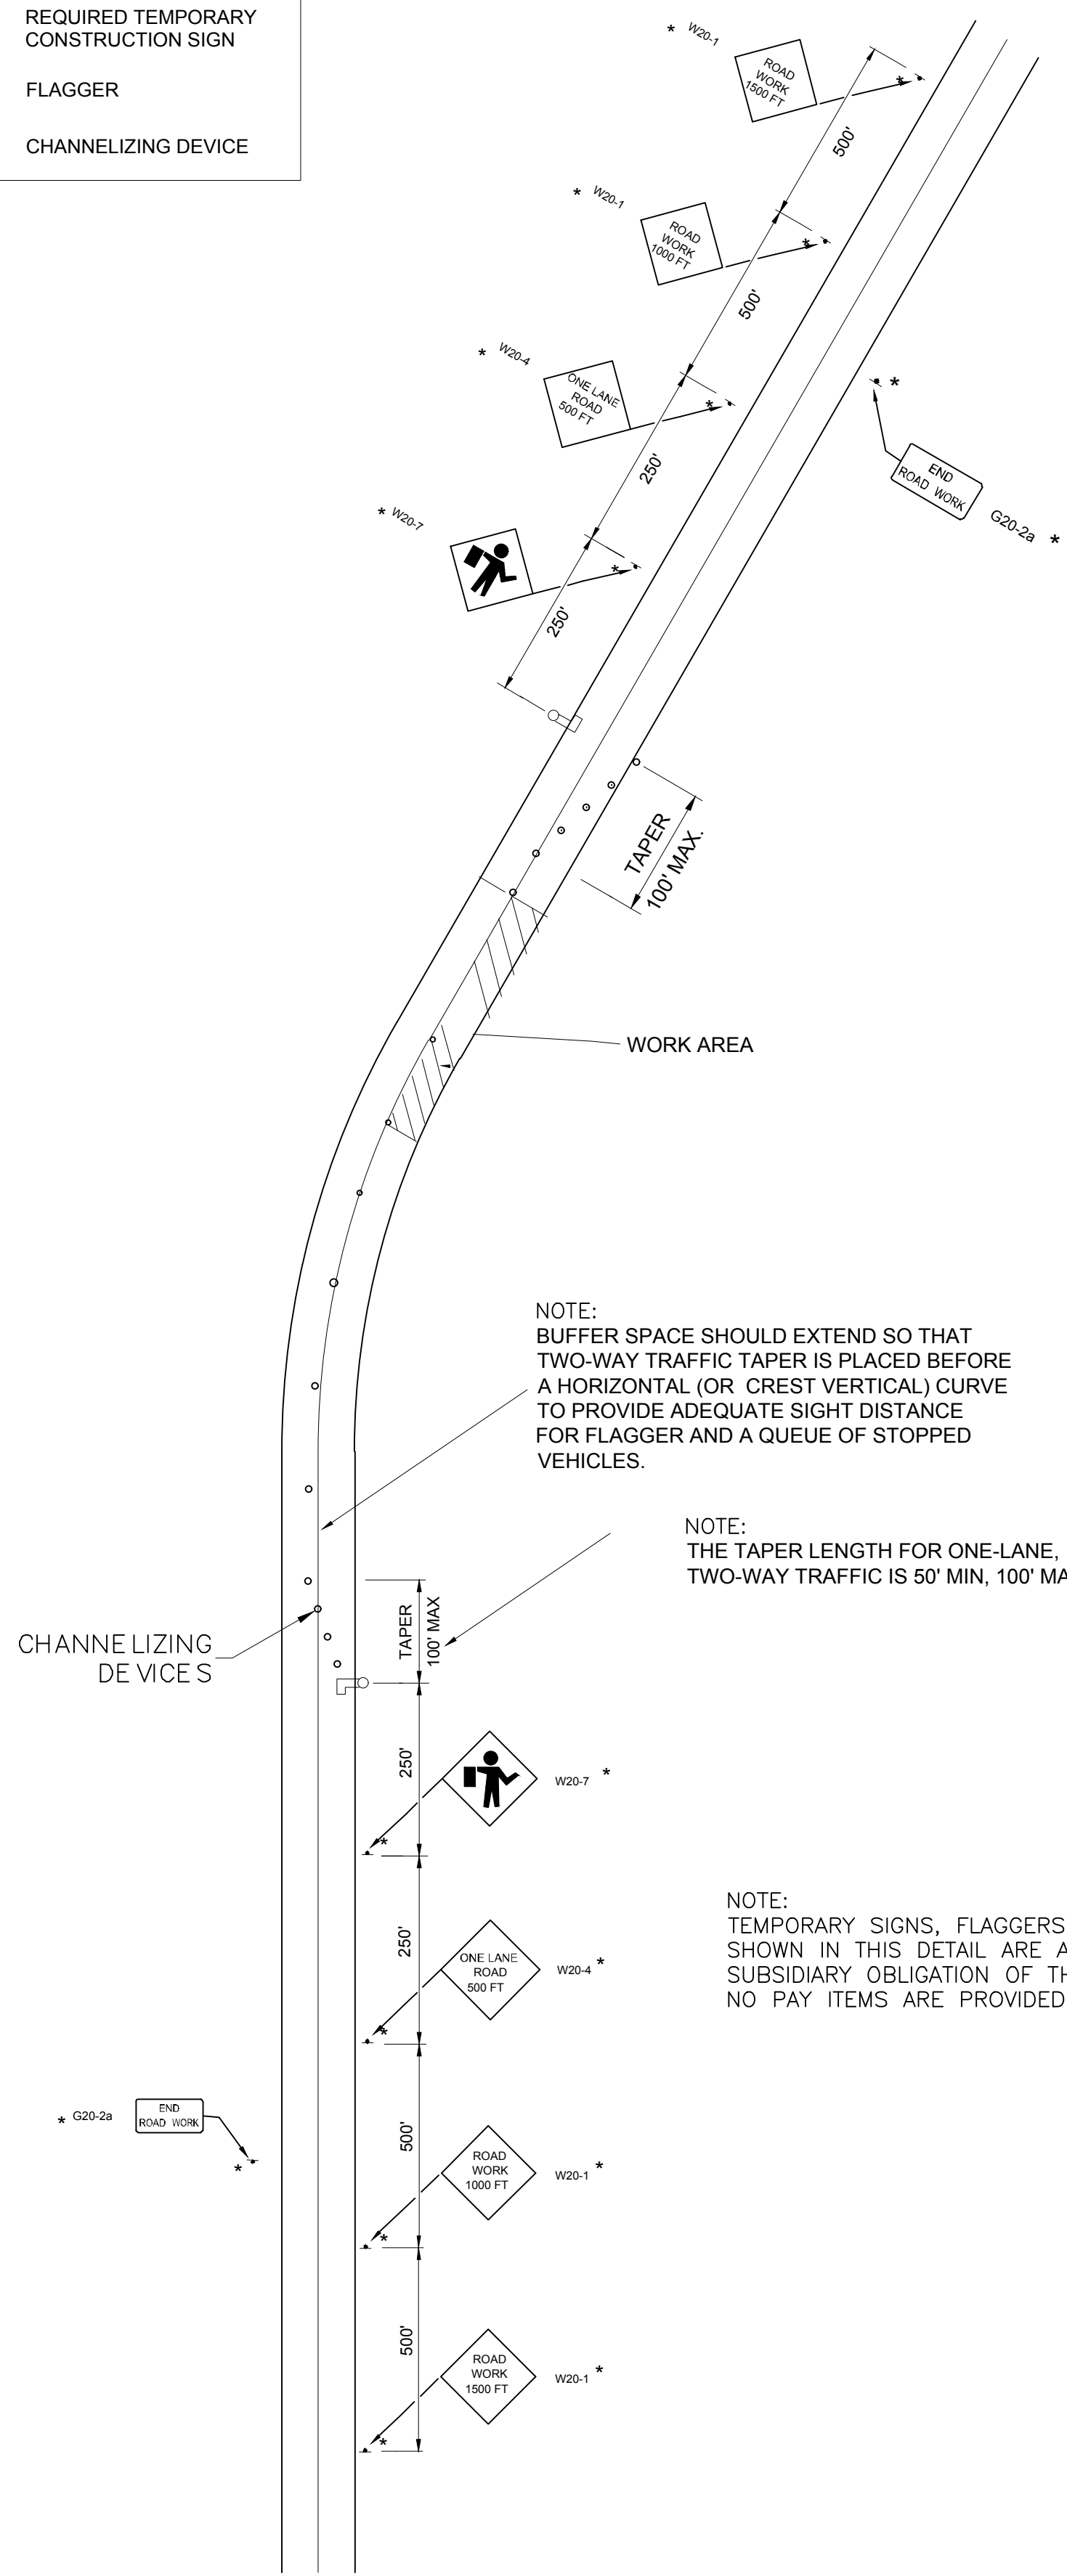 REQUIRED TEMPORARY
CONSTRUCTION SIGN
FLAGGER
CHANNELIZING DEVICE
* W20-1
ROAD
WORK
1500 FT
*
500'
* W20-1
ROAD
WORK
1000 FT
*
500'
* W20-4
ONE LANE
ROAD
500 FT
*
250'
*
END
ROAD WORK
G20-2a *
* W20-7
*
250'
TAPER
100' MAX.
WORK AREA
NOTE:
BUFFER SPACE SHOULD EXTEND SO THAT
TWO-WAY TRAFFIC TAPER IS PLACED BEFORE
A HORIZONTAL (OR CREST VERTICAL) CURVE
TO PROVIDE ADEQUATE SIGHT DISTANCE
FOR FLAGGER AND A QUEUE OF STOPPED
VEHICLES.
NOTE:
THE TAPER LENGTH FOR ONE-LANE,
TWO-WAY TRAFFIC IS 50' MIN, 100' MA
TAPER
100' MAX
CHANNELIZING
DEVICES
250'
W20-7 *
*
NOTE:
TEMPORARY SIGNS, FLAGGERS
SHOWN IN THIS DETAIL ARE A
SUBSIDIARY OBLIGATION OF TH
NO PAY ITEMS ARE PROVIDED
250'
ONE LANE
ROAD
500 FT
W20-4 *
*
* G20-2a
END
ROAD WORK
*
500'
ROAD
WORK
1000 FT
W20-1 *
*
500'
ROAD
WORK
1500 FT
W20-1 *
*